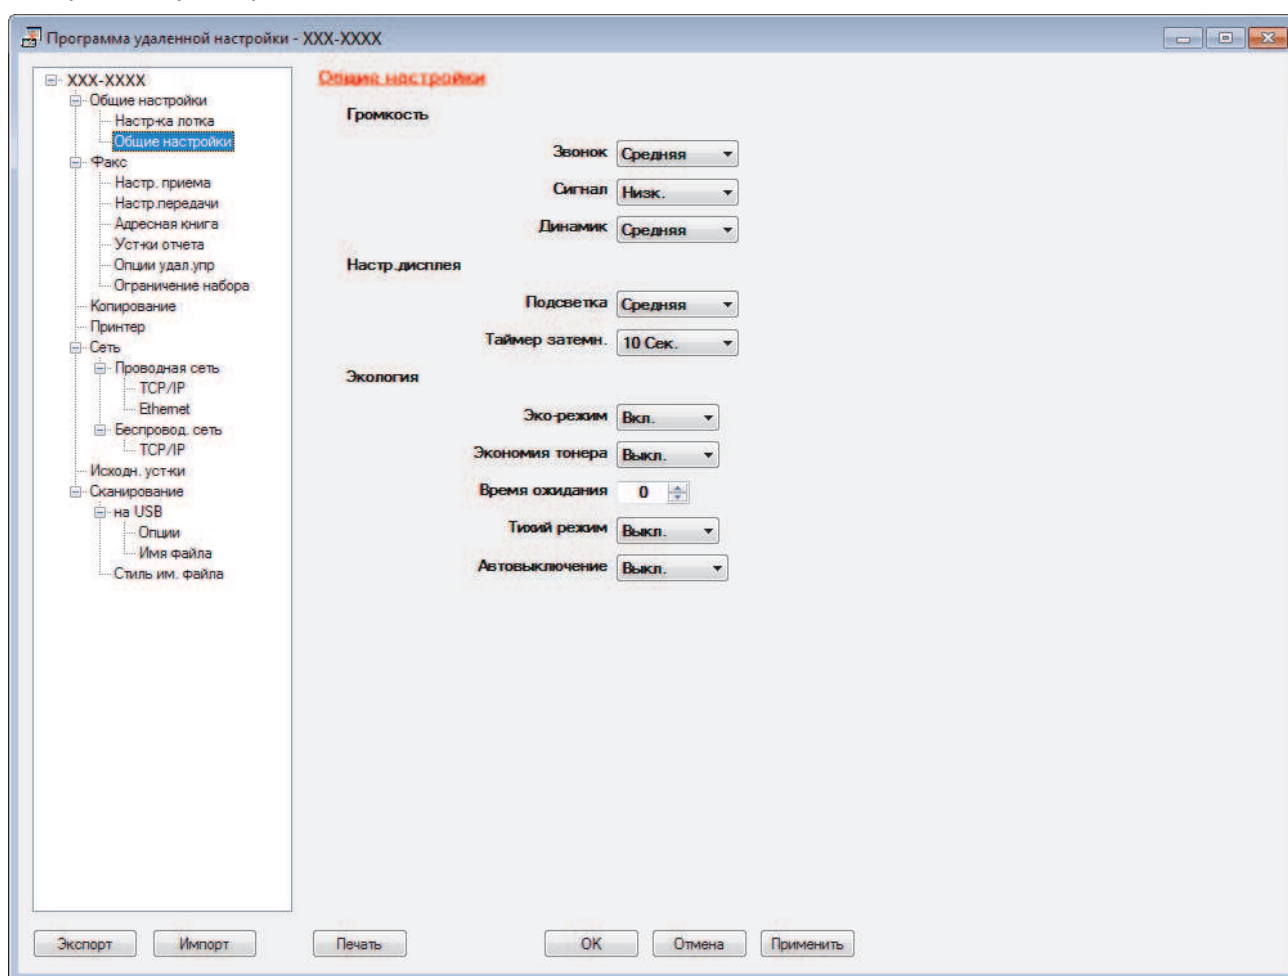 Программа удаленной настройки - XXX-XXXX
XXX-XXXX
Общие настройки
Настр-ка лотка
Общие настройки
Факс
Настр. приема
Настр.передачи
Адресная книга
Уст-ки отчета
Опции удал.упр
Ограничение набора
Копирование
Принтер
Сеть
Проводная сеть
TCP/IP
Ethernet
Беспровод. сеть
TCP/IP
Исходн. уст-ки
Сканирование
на USB
Опции
Имя файла
Стиль им. файла
Общие настройки
Громкость
Звонок Средняя
Сигнал Низк.
Динамик Средняя
Настр.дисплея
Подсветка Средняя
Таймер затемн. 10 Сек.
Экология
Эко-режим Вкл.
Экономия тонера Выкл.
Время ожидания 0
Тихий режим Выкл.
Автовыключение Выкл.
Экспорт Импорт Печать OK Отмена Применить